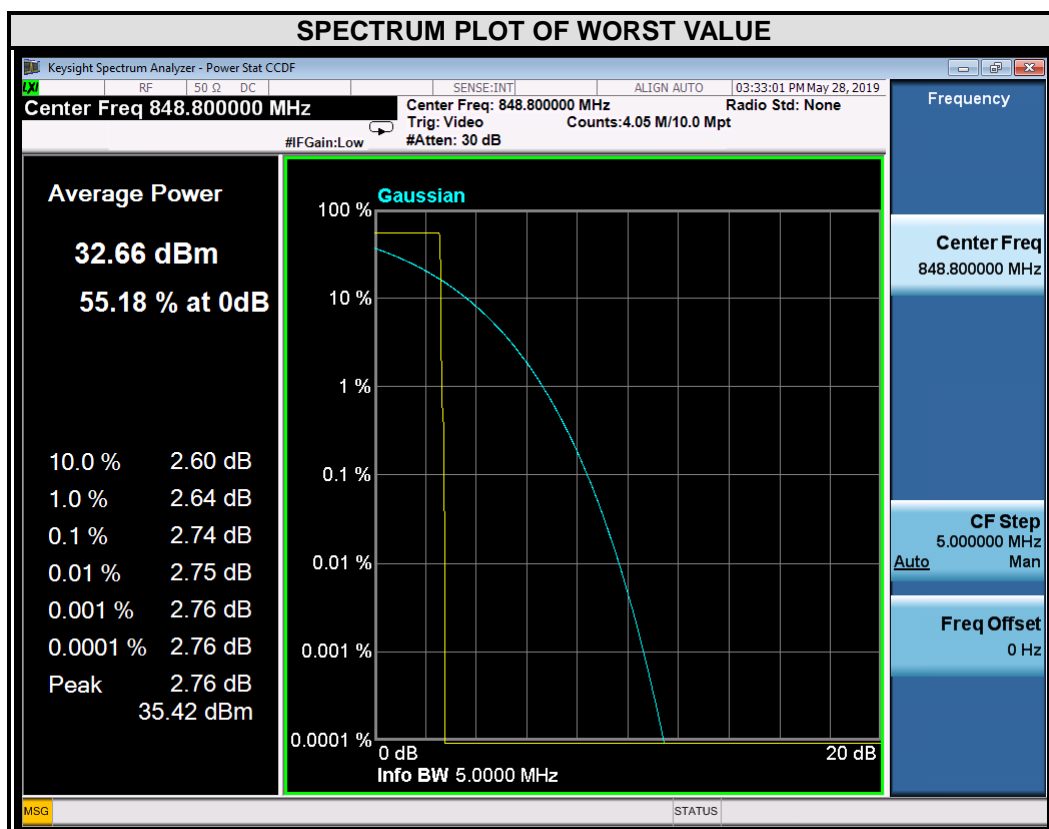 SPECTRUM PLOT OF WORST VALUE
Keysight Spectrum Analyzer - Power Stat CCDF
LXI RF 50 Ω DC SENSE:INT ALIGN AUTO 03:33:01 PM May 28, 2019
Center Freq 848.800000 MHz
Center Freq: 848.800000 MHz Radio Std: None
Trig: Video Counts:4.05 M/10.0 Mpt
#IFGain:Low #Atten: 30 dB
Frequency
Average Power
32.66 dBm
55.18 % at 0dB
10.0 % 2.60 dB
1.0 % 2.64 dB
0.1 % 2.74 dB
0.01 % 2.75 dB
0.001 % 2.76 dB
0.0001 % 2.76 dB
Peak 2.76 dB
35.42 dBm
Gaussian
100 %
10 %
1 %
0.1 %
0.01 %
0.001 %
0.0001 %
0 dB 20 dB
Info BW 5.0000 MHz
Center Freq
848.800000 MHz
CF Step
5.000000 MHz
Auto Man
Freq Offset
0 Hz
MSG STATUS